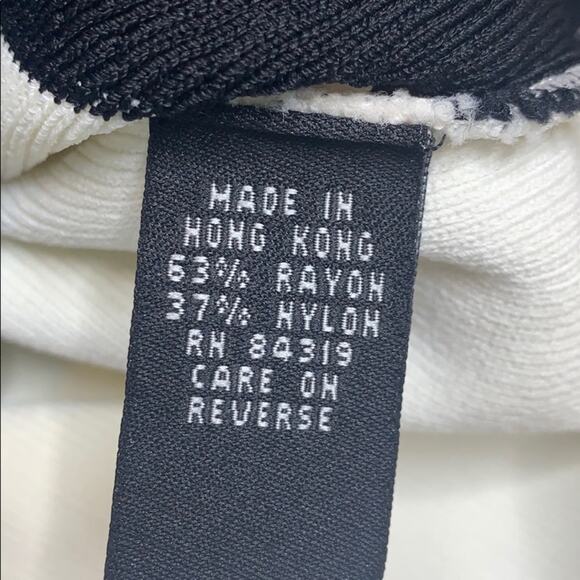 MADE IN
HONG KONG
63% RAYON
37% NYLON
RN 84319
CARE ON
REVERSE